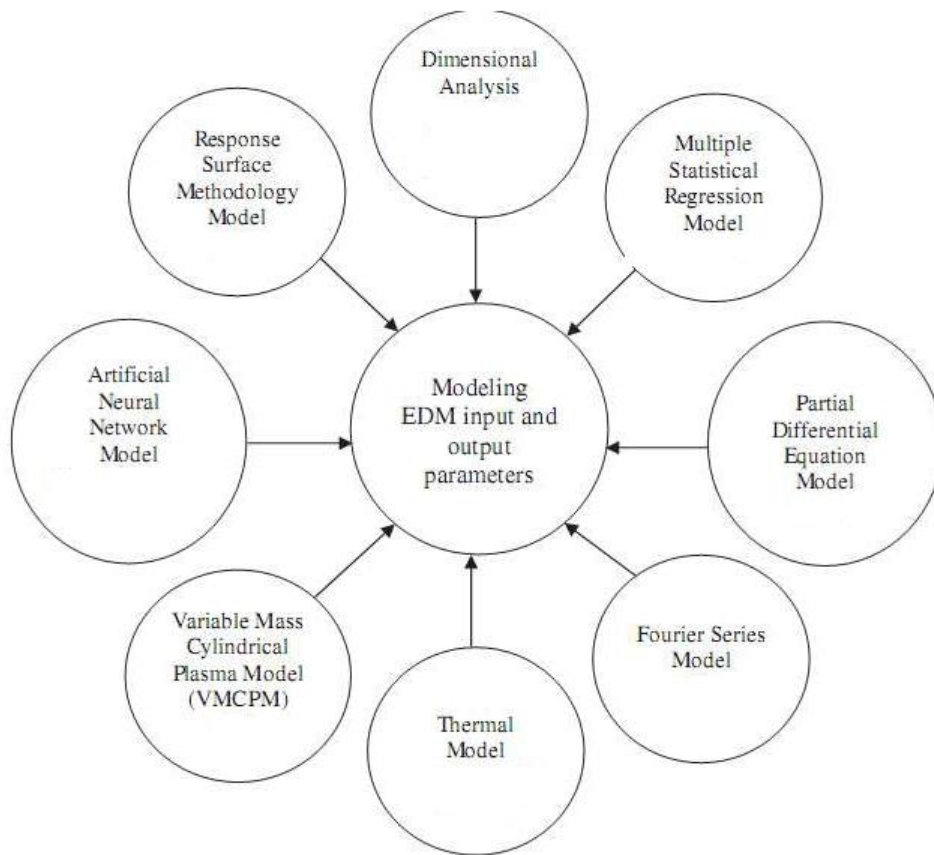 Dimensional
Analysis
Response
Surface
Methodology
Model
Multiple
Statistical
Regression
Model
Artificial
Neural
Network
Model
Modeling
EDM input and
output
parameters
Partial
Differential
Equation
Model
Variable Mass
Cylindrical
Plasma Model
(VMCPM)
Fourier Series
Model
Thermal
Model